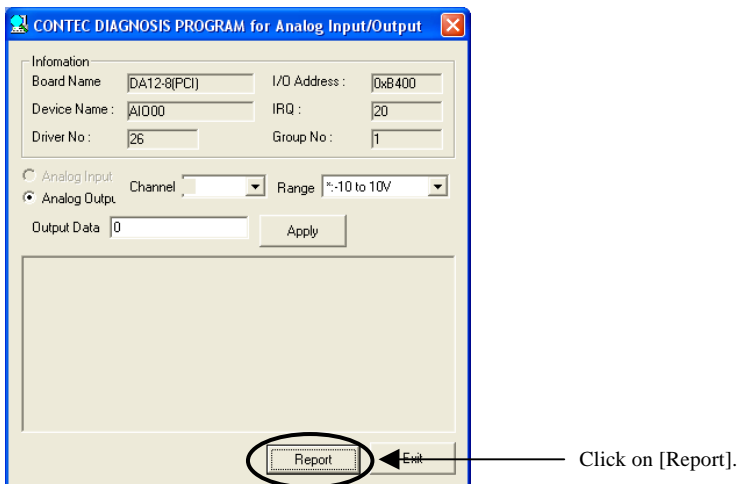 CONTEC DIAGNOSIS PROGRAM for Analog Input/Output
Infomation
Board Name DA12-8(PCI) I/O Address : 0xB400
Device Name : AIO00 IRQ : 20
Driver No : 26 Group No : 1
Analog Input
Analog Outpu
Channel Range *:-10 to 10V
Output Data 0 Apply
Report Exit
Click on [Report].